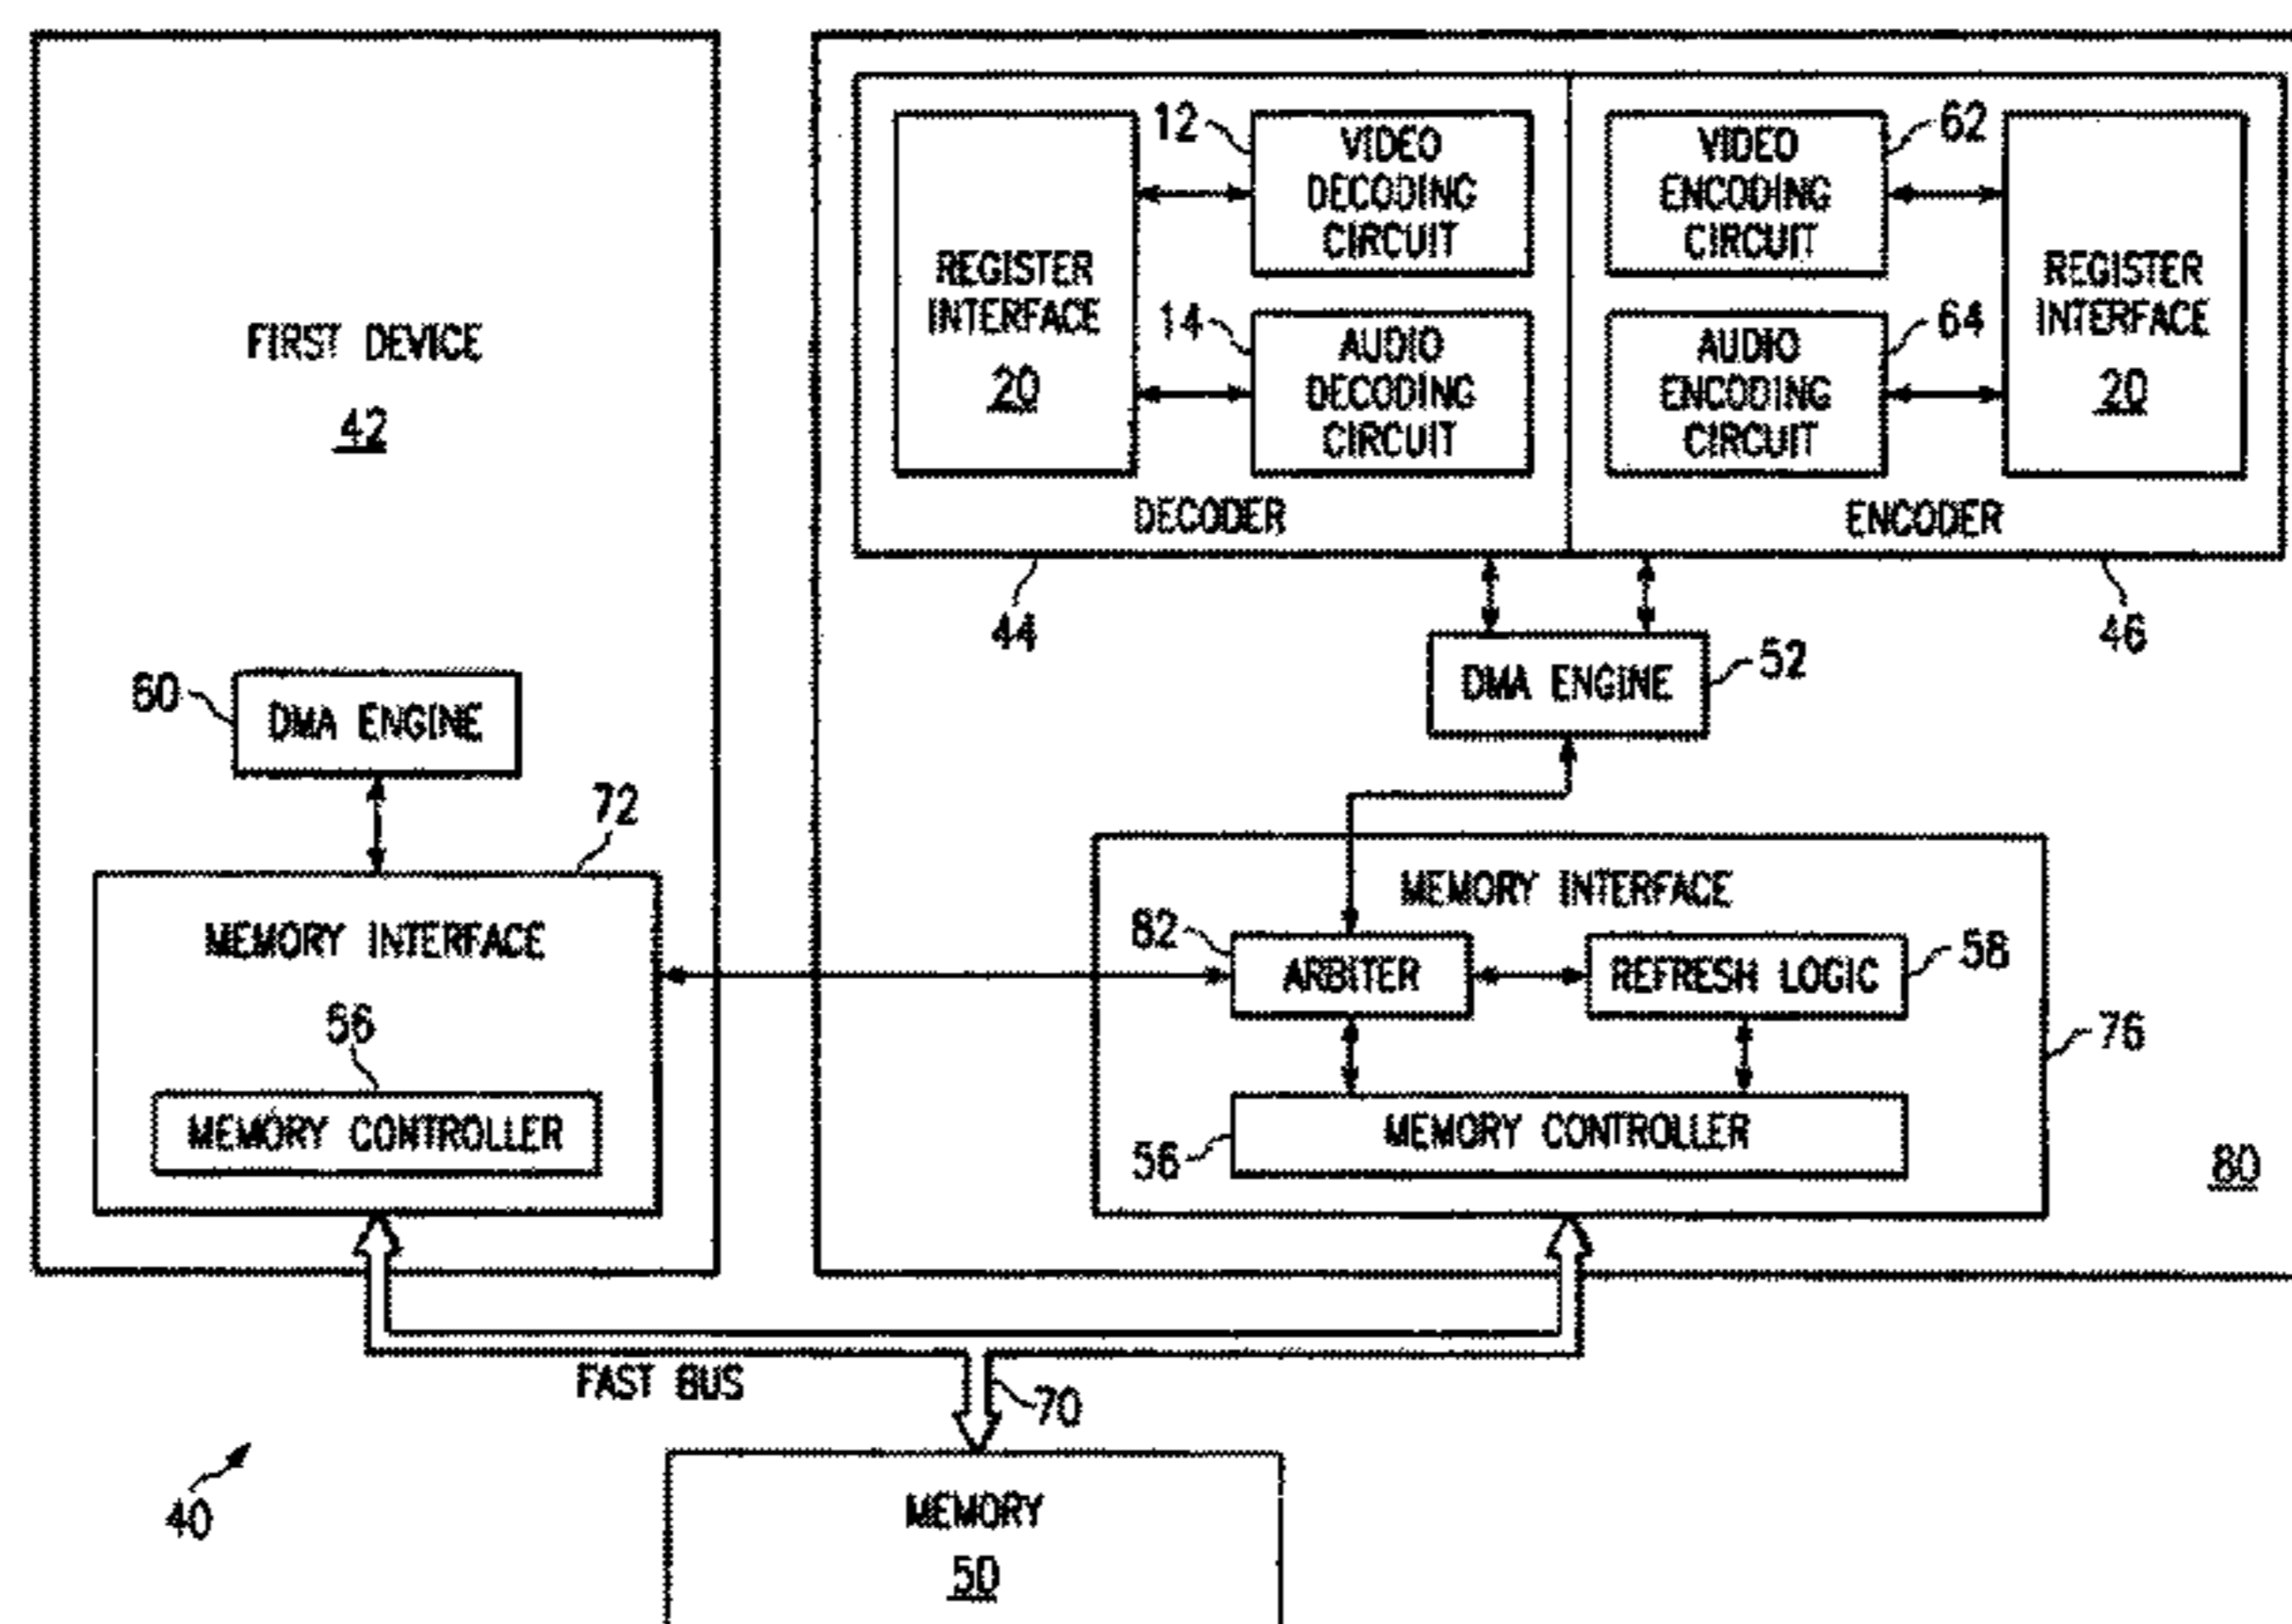 FIRST DEVICE
42
60
DMA ENGINE
72
MEMORY INTERFACE
56
MEMORY CONTROLLER
REGISTER
INTERFACE
20
12
VIDEO
DECODING
CIRCUIT
14
AUDIO
DECODING
CIRCUIT
DECODER
44
VIDEO
ENCODING
CIRCUIT
62
AUDIO
ENCODING
CIRCUIT
64
REGISTER
INTERFACE
20
ENCODER
46
DMA ENGINE
52
MEMORY INTERFACE
82
ARBITER
REFRESH LOGIC
58
76
56
MEMORY CONTROLLER
80
FAST BUS
70
40
MEMORY
50